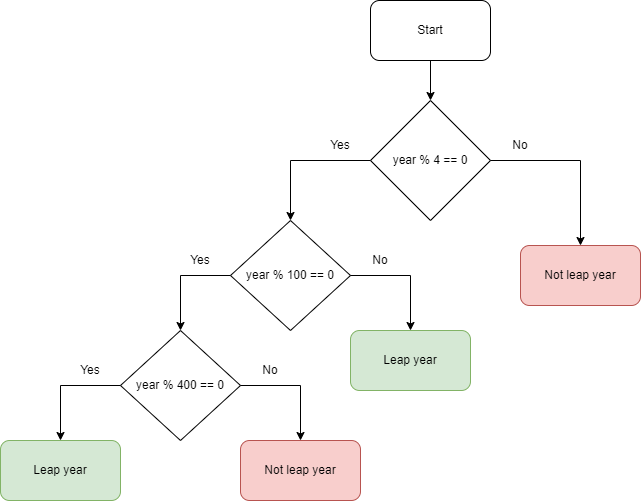 Start
Yes
No
year % 4 == 0
Yes
No
year % 100 == 0
Not leap year
Yes
No
Leap year
year % 400 == 0
Leap year
Not leap year